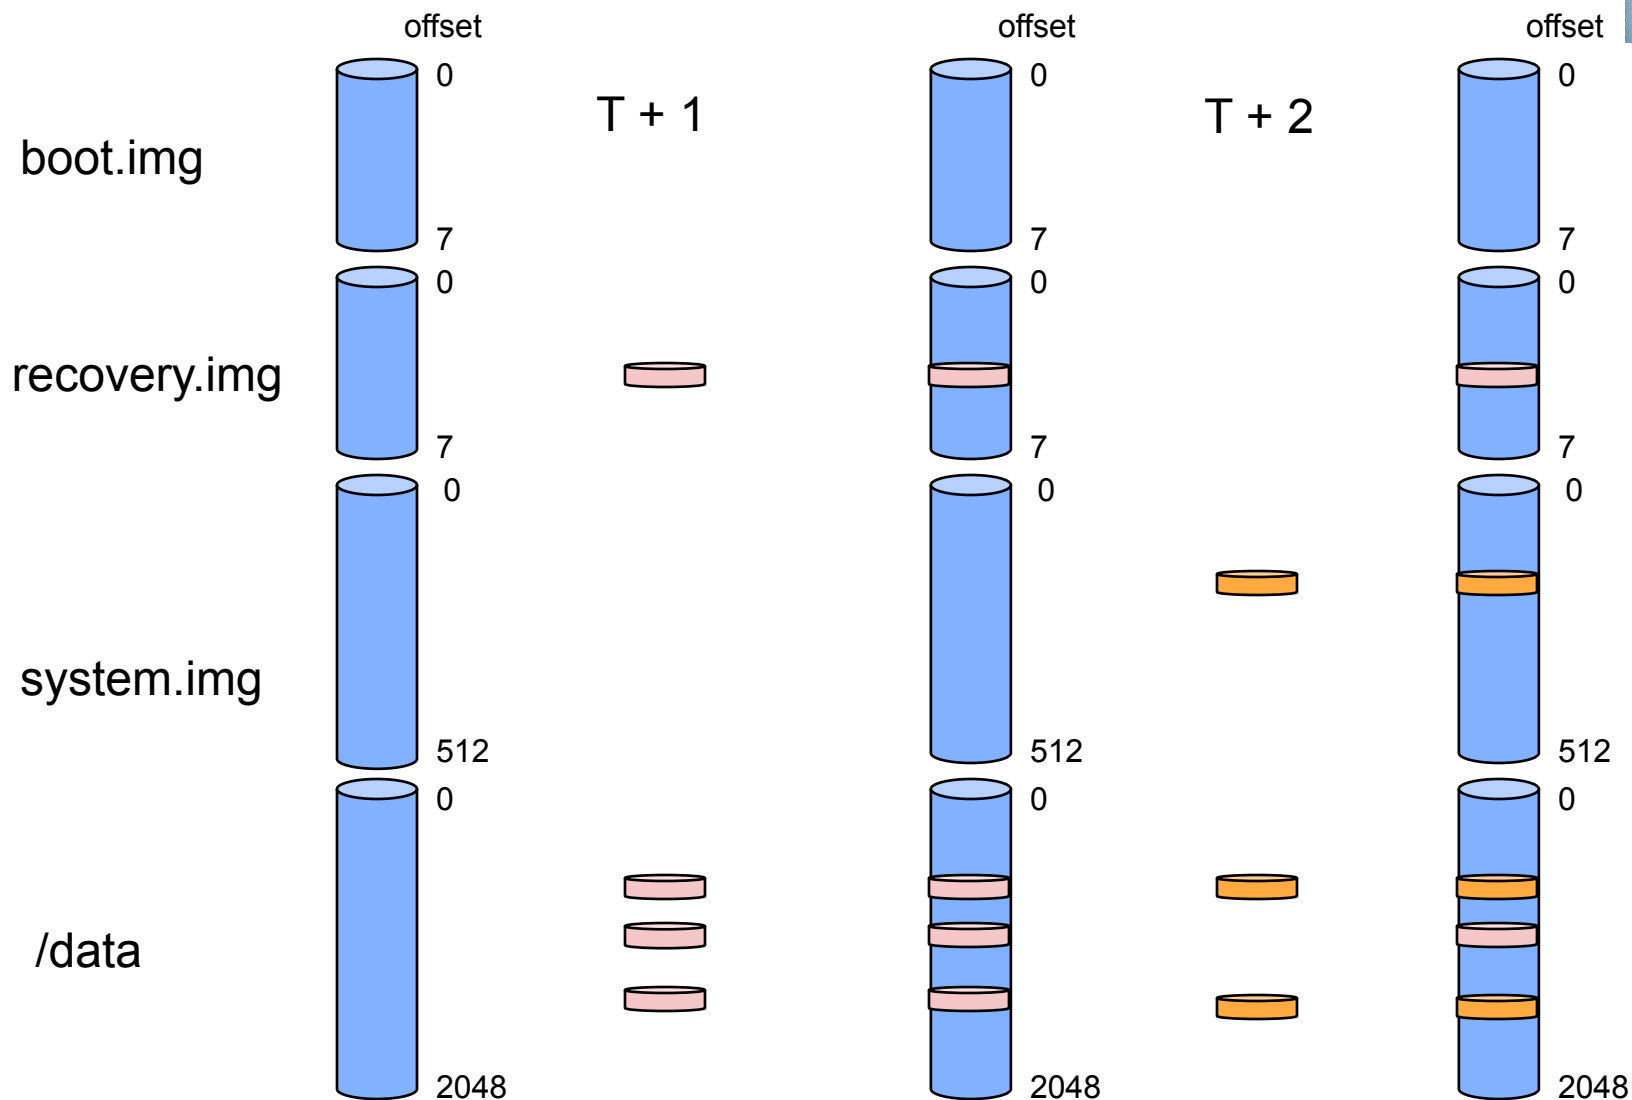 offset offset offset
0 0 0
T + 1 T + 2
boot.img
7 7 7
0 0 0
recovery.img
7 7 7
0 0 0
system.img
512 512 512
0 0 0
/data
2048 2048 2048